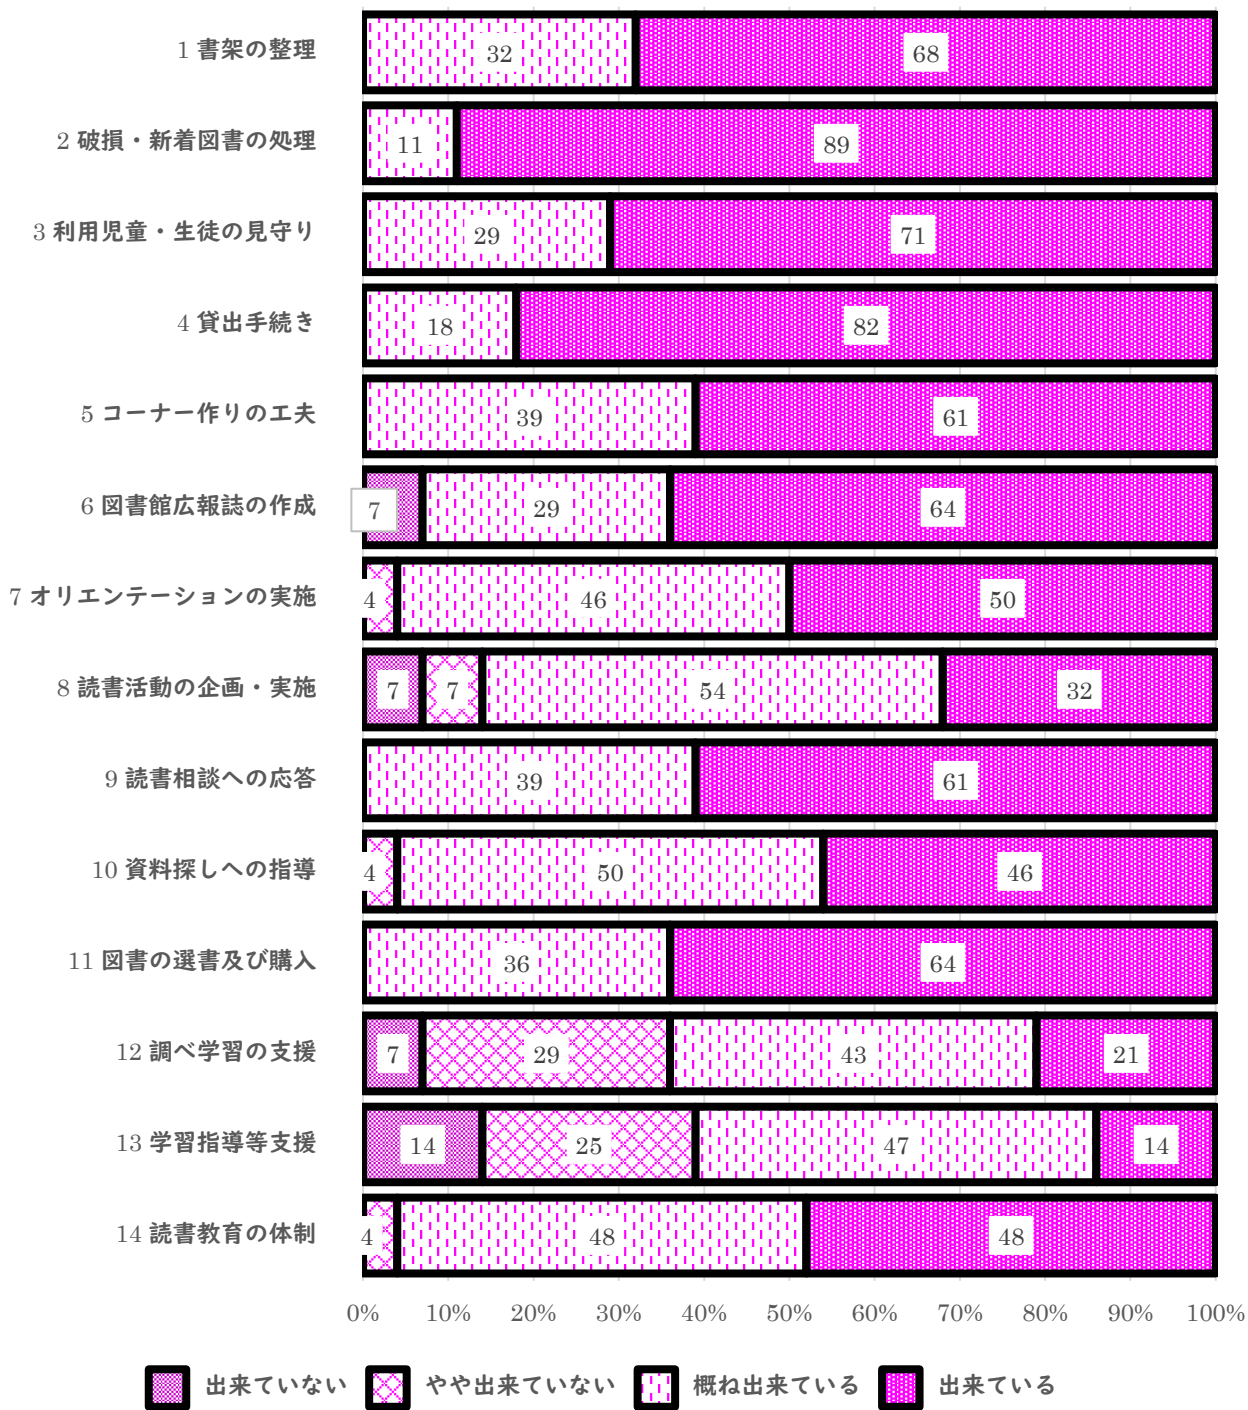 1 書架の整理 32 68
2 破損・新着図書の処理 11 89
3 利用児童・生徒の見守り 29 71
4 貸出手続き 18 82
5 コーナー作りの工夫 39 61
6 図書館広報誌の作成 7 29 64
7 オリエンテーションの実施 4 46 50
8 読書活動の企画・実施 7 7 54 32
9 読書相談への応答 39 61
10 資料探しへの指導 4 50 46
11 図書の選書及び購入 36 64
12 調べ学習の支援 7 29 43 21
13 学習指導等支援 14 25 47 14
14 読書教育の体制 4 48 48
0% 10% 20% 30% 40% 50% 60% 70% 80% 90% 100%
出来ていない やや出来ていない 概ね出来ている 出来ている